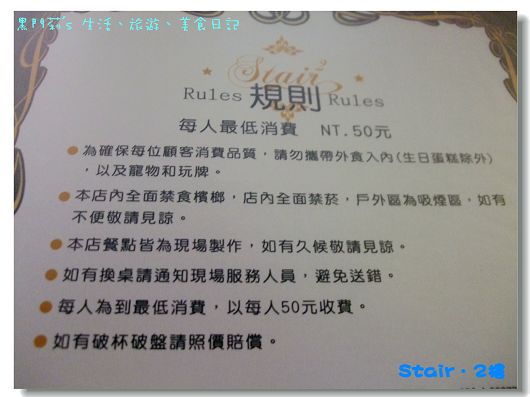 黑門茹's 生活、旅遊、美食日記
Stair
Rules 規則 Rules
每人最低消費 NT.50元
為確保每位顧客消費品質，請勿攜帶外食入內(生日蛋糕除外)
，以及寵物和玩牌。
本店內全面禁食檳榔，店內全面禁菸，戶外區為吸煙區，如有
不便敬請見諒。
本店餐點皆為現場製作，如有久候敬請見諒。
如有換桌請通知現場服務人員，避免送錯。
每人為到最低消費，以每人50元收費。
如有破杯破盤請照價賠償。
Stair·2樓